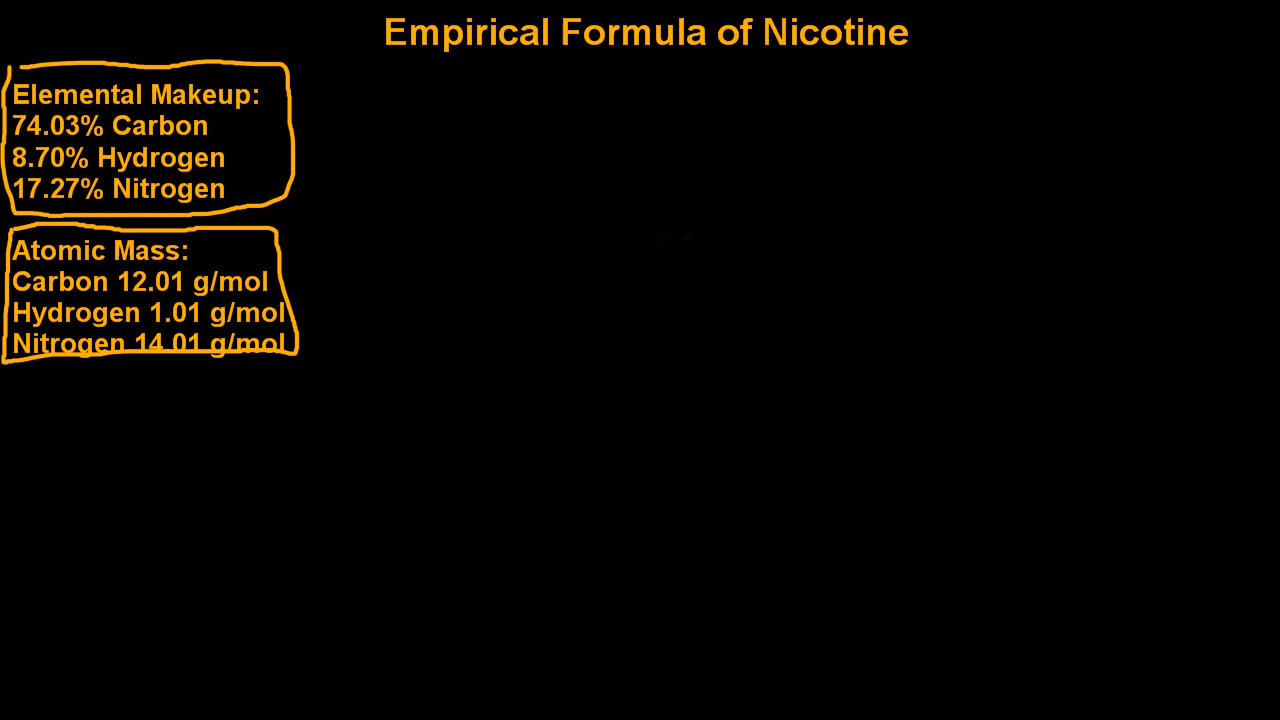 Empirical Formula of Nicotine
Elemental Makeup:
74.03% Carbon
8.70% Hydrogen
17.27% Nitrogen
Atomic Mass:
Carbon 12.01 g/mol
Hydrogen 1.01 g/mol
Nitrogen 14.01 g/mol